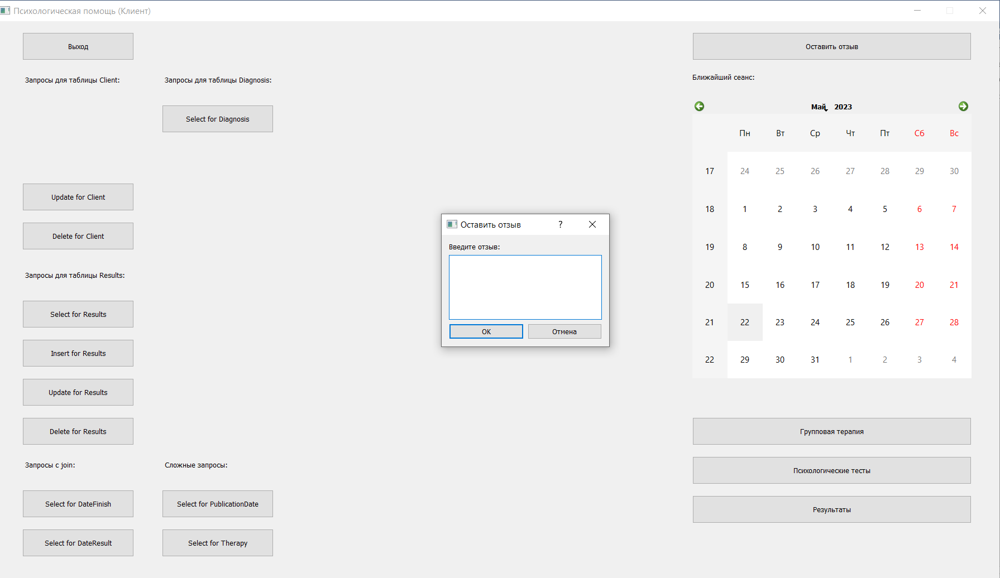 Психологическая помощь (Клиент)
Выход
Запросы для таблицы Client:
Запросы для таблицы Diagnosis:
Select for Diagnosis
Update for Client
Delete for Client
Запросы для таблицы Results:
Select for Results
Insert for Results
Update for Results
Delete for Results
Запросы с join:
Сложные запросы:
Select for DateFinish
Select for PublicationDate
Select for DateResult
Select for Therapy
Оставить отзыв
?
Введите отзыв:
OK
Отмена
Оставить отзыв
Ближайший сеанс:
Май 2023
Пн Вт Ср Чт Пт Сб Вс
17 24 25 26 27 28 29 30
18 1 2 3 4 5 6 7
19 8 9 10 11 12 13 14
20 15 16 17 18 19 20 21
21 22 23 24 25 26 27 28
22 29 30 31 1 2 3 4
Групповая терапия
Психологические тесты
Результаты